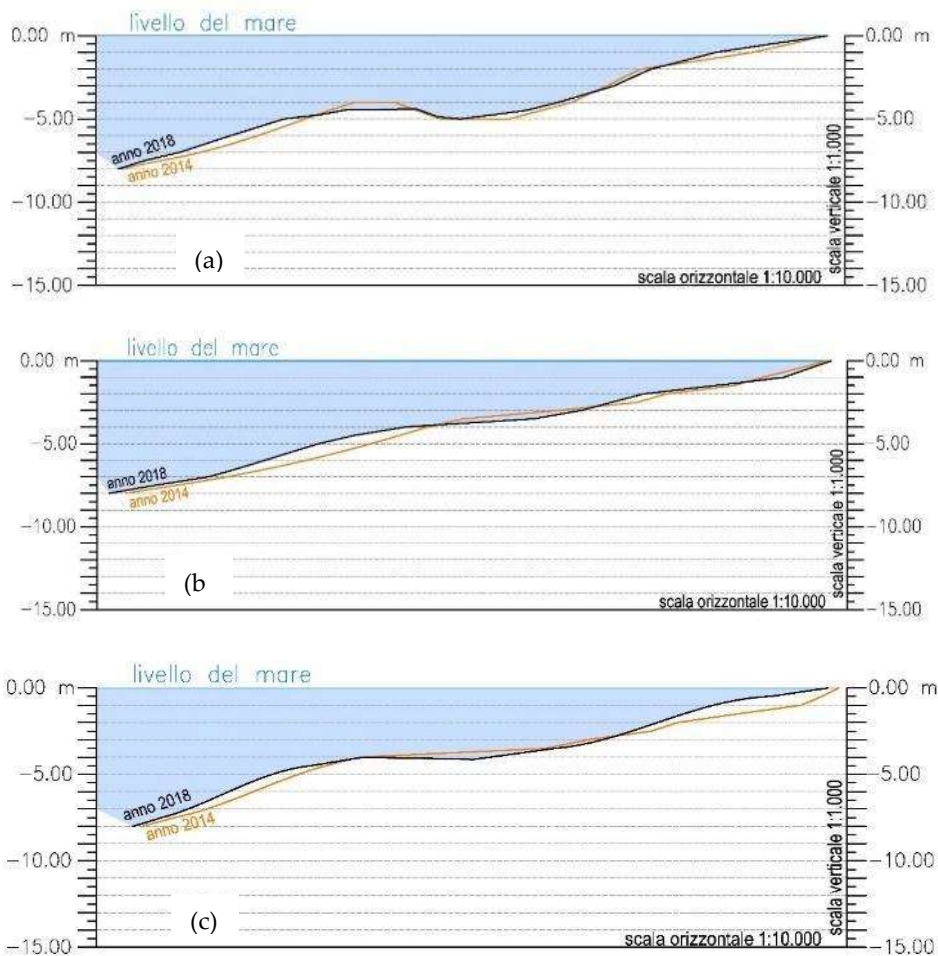 livello del mare
0.00 m
-5.00
-10.00
-15.00
anno 2018
anno 2014
(a)
scala orizzontale 1:10.000
scala verticale 1:1.000
0.00 m
-5.00
-10.00
-15.00
livello del mare
0.00 m
-5.00
-10.00
-15.00
anno 2018
anno 2014
(b
scala orizzontale 1:10.000
scala verticale 1:1.000
0.00 m
-5.00
-10.00
-15.00
livello del mare
0.00 m
-5.00
-10.00
-15.00
anno 2018
anno 2014
(c)
scala orizzontale 1:10.000
scala verticale 1:1.000
0.00 m
-5.00
-10.00
-15.00